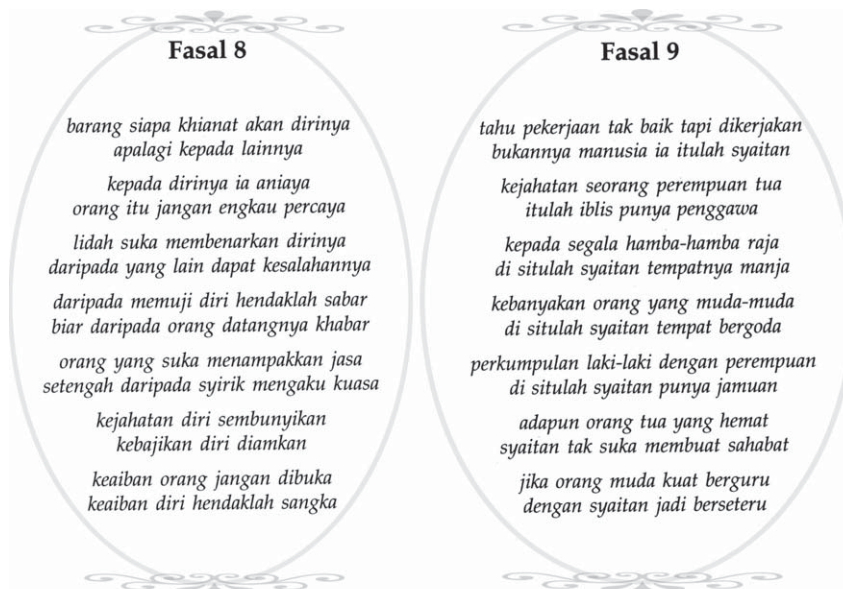 Fasal 8
barang siapa khianat akan dirinya
apalagi kepada lainnya
kepada dirinya ia aniaya
orang itu jangan engkau percaya
lidah suka membenarkan dirinya
daripada yang lain dapat kesalahannya
daripada memuji diri hendaklah sabar
biar daripada orang datangnya khabar
orang yang suka menampakkan jasa
setengah daripada syirik mengaku kuasa
kejahatan diri sembunyikan
kebajikan diri diamkan
keaiban orang jangan dibuka
keaiban diri hendaklah sangka
Fasal 9
tahu pekerjaan tak baik tapi dikerjakan
bukannya manusia ia itulah syaitan
kejahatan seorang perempuan tua
itulah iblis punya penggawa
kepada segala hamba-hamba raja
di situlah syaitan tempatnya manja
kebanyakan orang yang muda-muda
di situlah syaitan tempat bergoda
perkumpulan laki-laki dengan perempuan
di situlah syaitan punya jamuan
adapun orang tua yang hemat
syaitan tak suka membuat sahabat
jika orang muda kuat berguru
dengan syaitan jadi berseteru